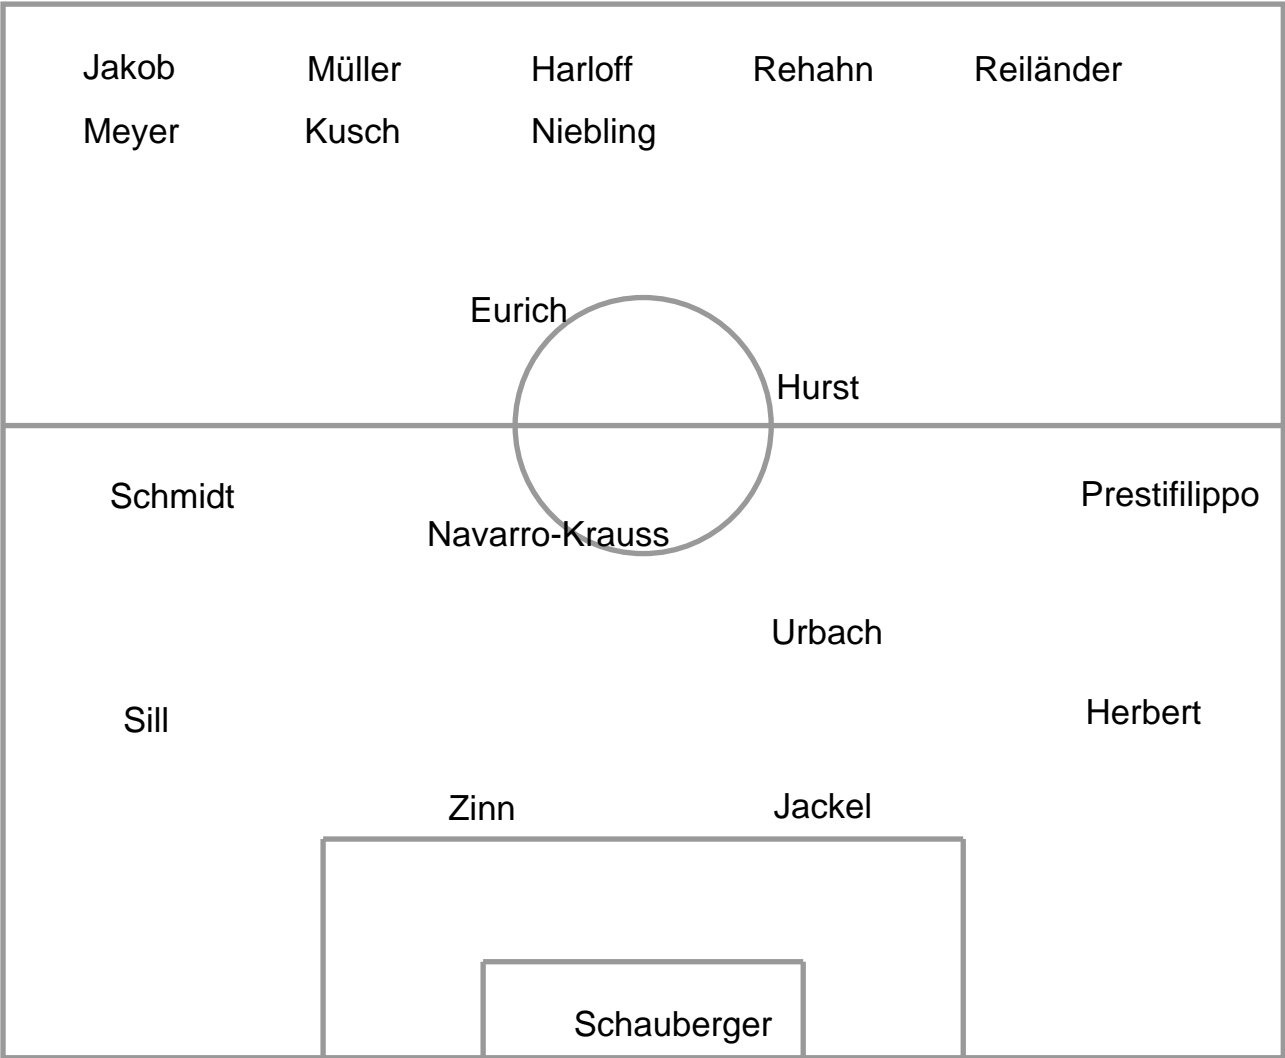 Jakob Müller Harloff Rehahn Reiländer
Meyer Kusch Niebling
Eurich
Hurst
Schmidt Prestifilippo
Navarro-Krauss
Urbach
Sill Herbert
Zinn Jackel
Schauberger